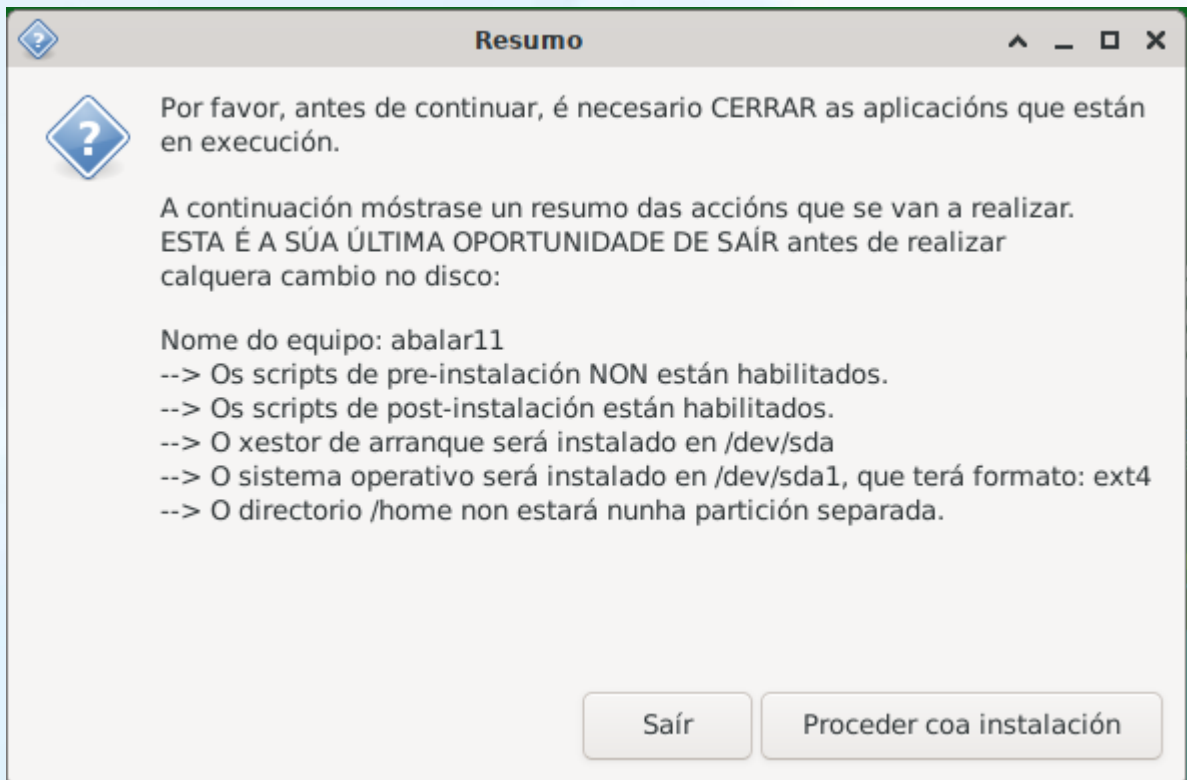 Resumo
Por favor, antes de continuar, é necesario CERRAR as aplicacións que están
en execución.
A continuación móstrase un resumo das accións que se van a realizar.
ESTA É A SÚA ÚLTIMA OPORTUNIDADE DE SAÍR antes de realizar
calquera cambio no disco:
Nome do equipo: abalar11
--> Os scripts de pre-instalación NON están habilitados.
--> Os scripts de post-instalación están habilitados.
--> O xestor de arranque será instalado en /dev/sda
--> O sistema operativo será instalado en /dev/sda1, que terá formato: ext4
--> O directorio /home non estará nunha partición separada.
Saír
Proceder coa instalación